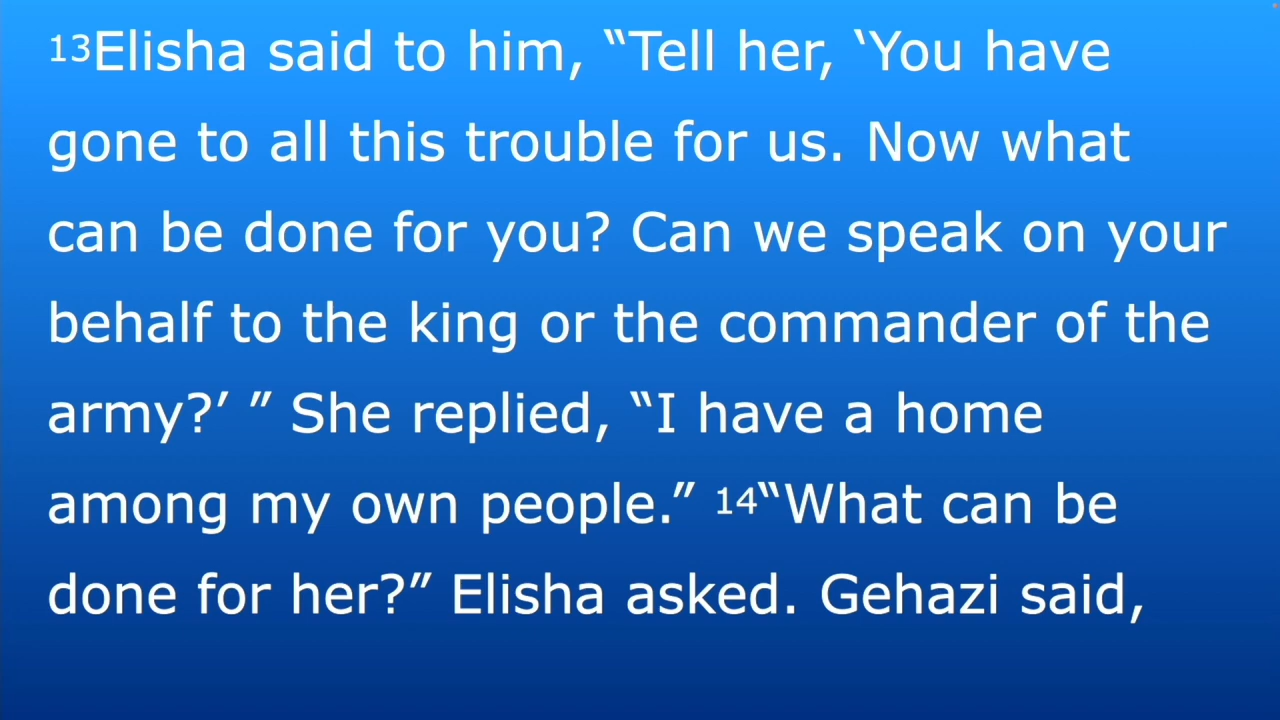 13Elisha said to him, “Tell her, ‘You have
gone to all this trouble for us. Now what
can be done for you? Can we speak on your
behalf to the king or the commander of the
army?’ ” She replied, “I have a home
among my own people.” 14“What can be
done for her?” Elisha asked. Gehazi said,